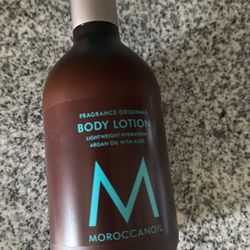 FRAGRANCE ORIGINALE
BODY LOTION
LIGHTWEIGHT HYDRATION
ARGAN OIL WITH ALOE
M
MOROCCANOIL